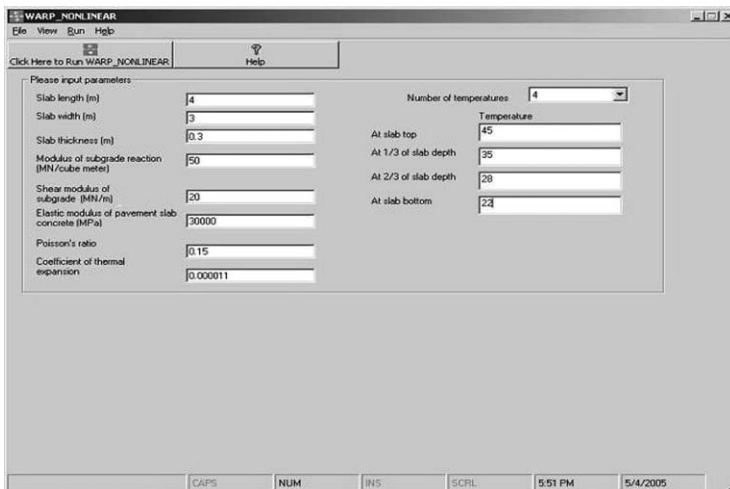 WARP_NONLINEAR
File View Run Help
Click Here to Run WARP_NONLINEAR
Help
Please input parameters
Slab length (m) 4
Slab width (m) 3
Slab thickness (m) 0.3
Modulus of subgrade reaction
(MN/cube meter) 50
Shear modulus of
subgrade (MN/m) 20
Elastic modulus of pavement slab
concrete (MPa) 30000
Poisson's ratio 0.15
Coefficient of thermal
expansion 0.000011
Number of temperatures 4
Temperature
At slab top 45
At 1/3 of slab depth 35
At 2/3 of slab depth 28
At slab bottom 22
CAPS NUM INS SCRL 5:51 PM 5/4/2005